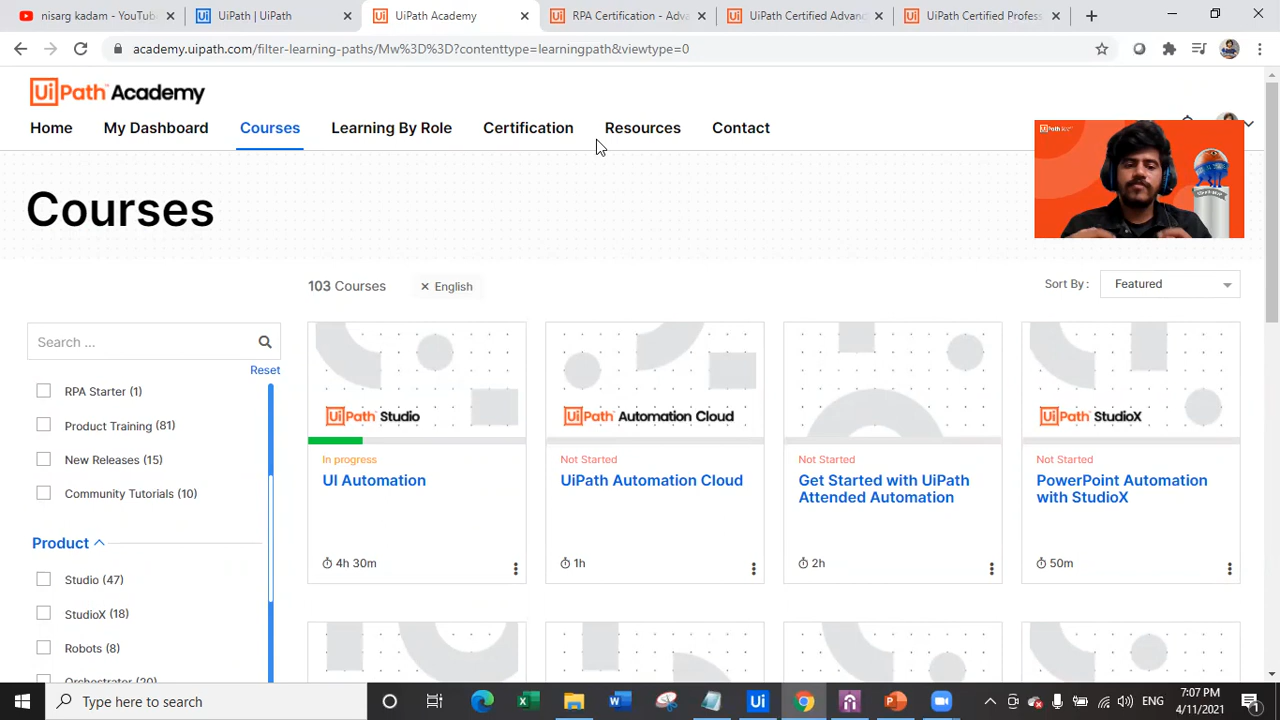 nisarg kadam - YouTube
UiPath | UiPath
UiPath Academy
RPA Certification - Adva
UiPath Certified Advanc
UiPath Certified Profess
academy.uipath.com/filter-learning-paths/Mw%3D%3D?contenttype=learningpath&viewtype=0
UiPath Academy
Home
My Dashboard
Courses
Learning By Role
Certification
Resources
Contact
Courses
103 Courses
× English
Sort By :
Featured
Search ...
Reset
RPA Starter (1)
Product Training (81)
New Releases (15)
Community Tutorials (10)
Product
Studio (47)
StudioX (18)
Robots (8)
Orchestrator (20)
UiPath Studio
In progress
UI Automation
4h 30m
UiPath Automation Cloud
Not Started
UiPath Automation Cloud
1h
Not Started
Get Started with UiPath
Attended Automation
2h
UiPath StudioX
Not Started
PowerPoint Automation
with StudioX
50m
Type here to search
ENG
7:07 PM
4/11/2021